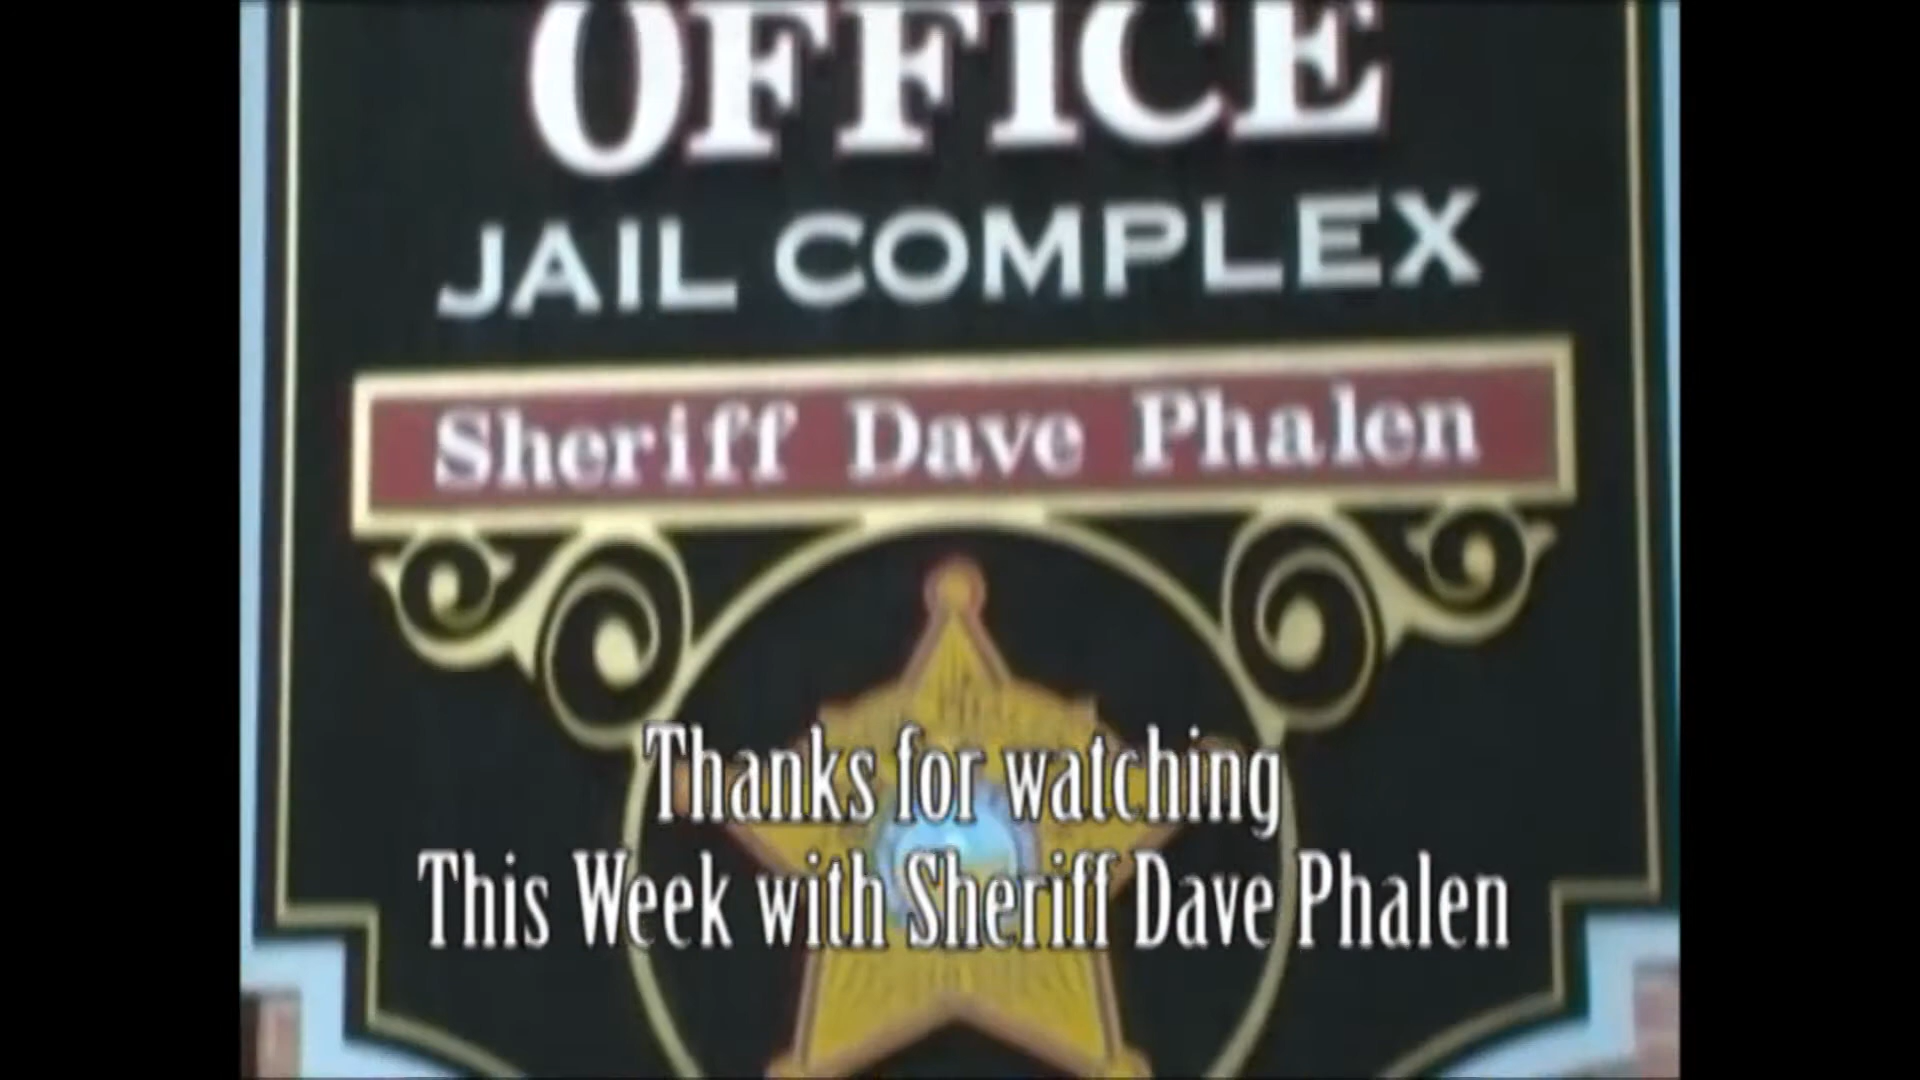 OFFICE
JAIL COMPLEX
Sheriff Dave Phalen
Thanks for watching
This Week with Sheriff Dave Phalen